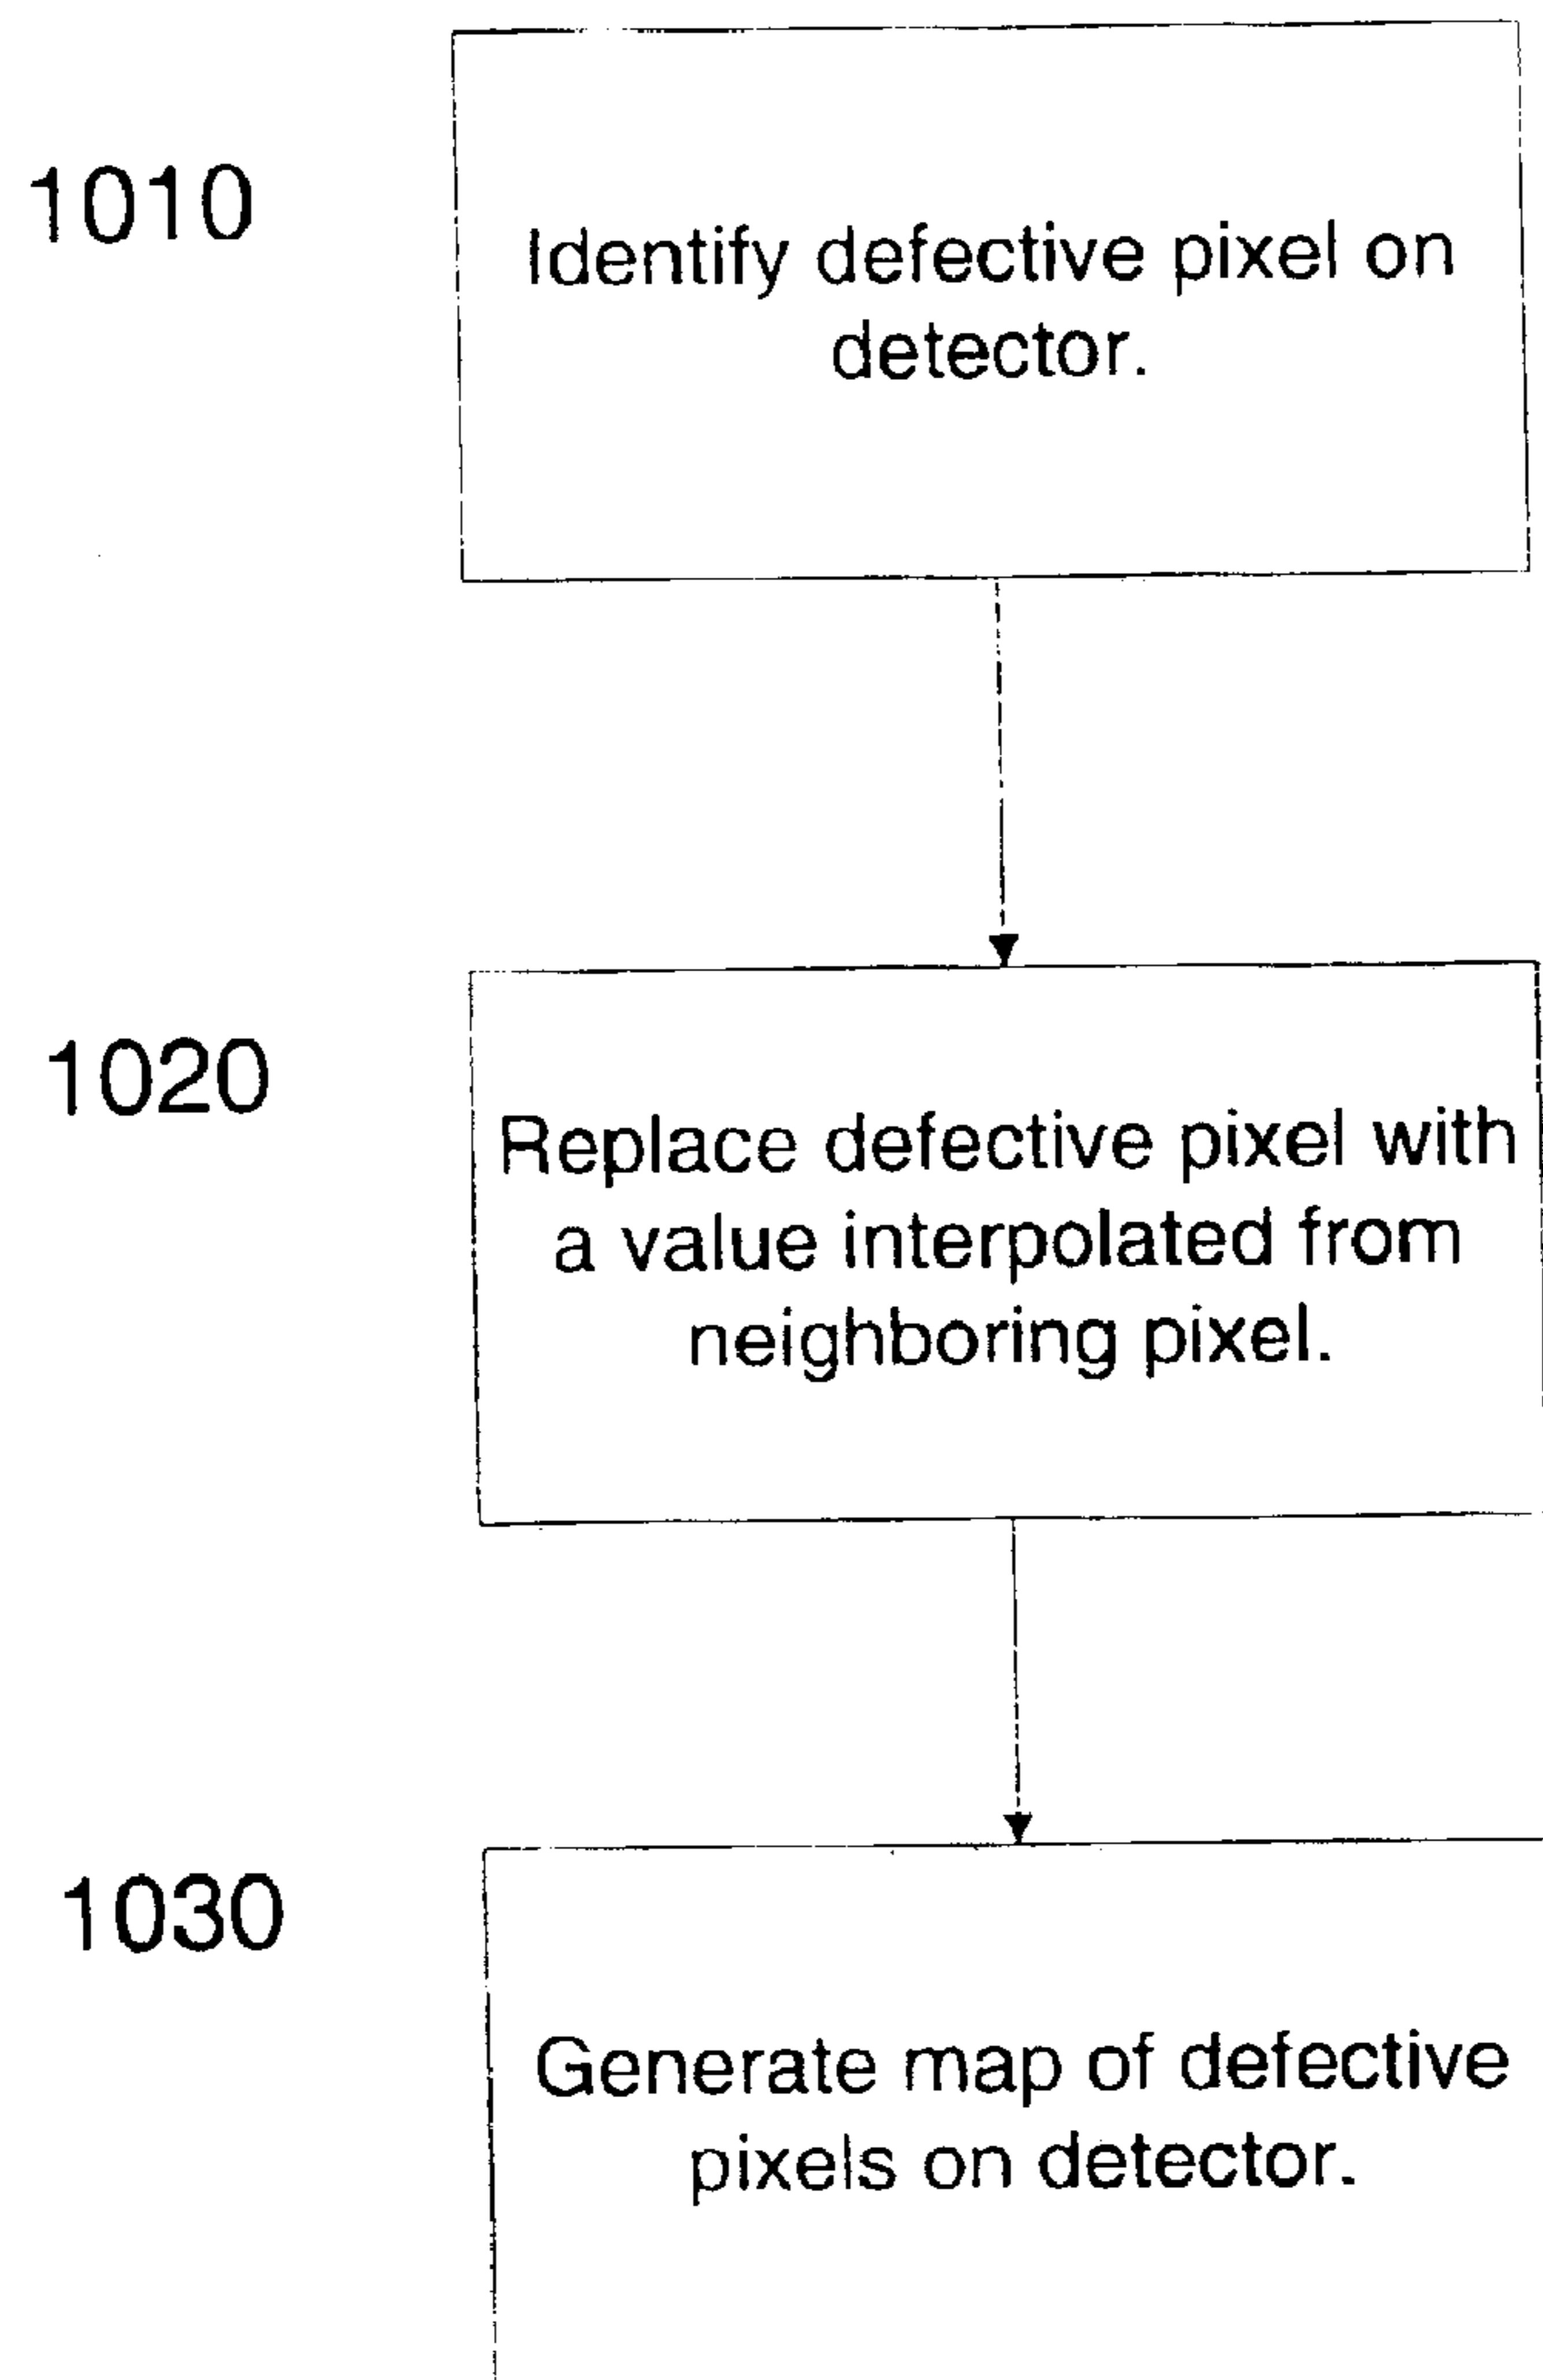 1010
Identify defective pixel on
detector.
1020
Replace defective pixel with
a value interpolated from
neighboring pixel.
1030
Generate map of defective
pixels on detector.